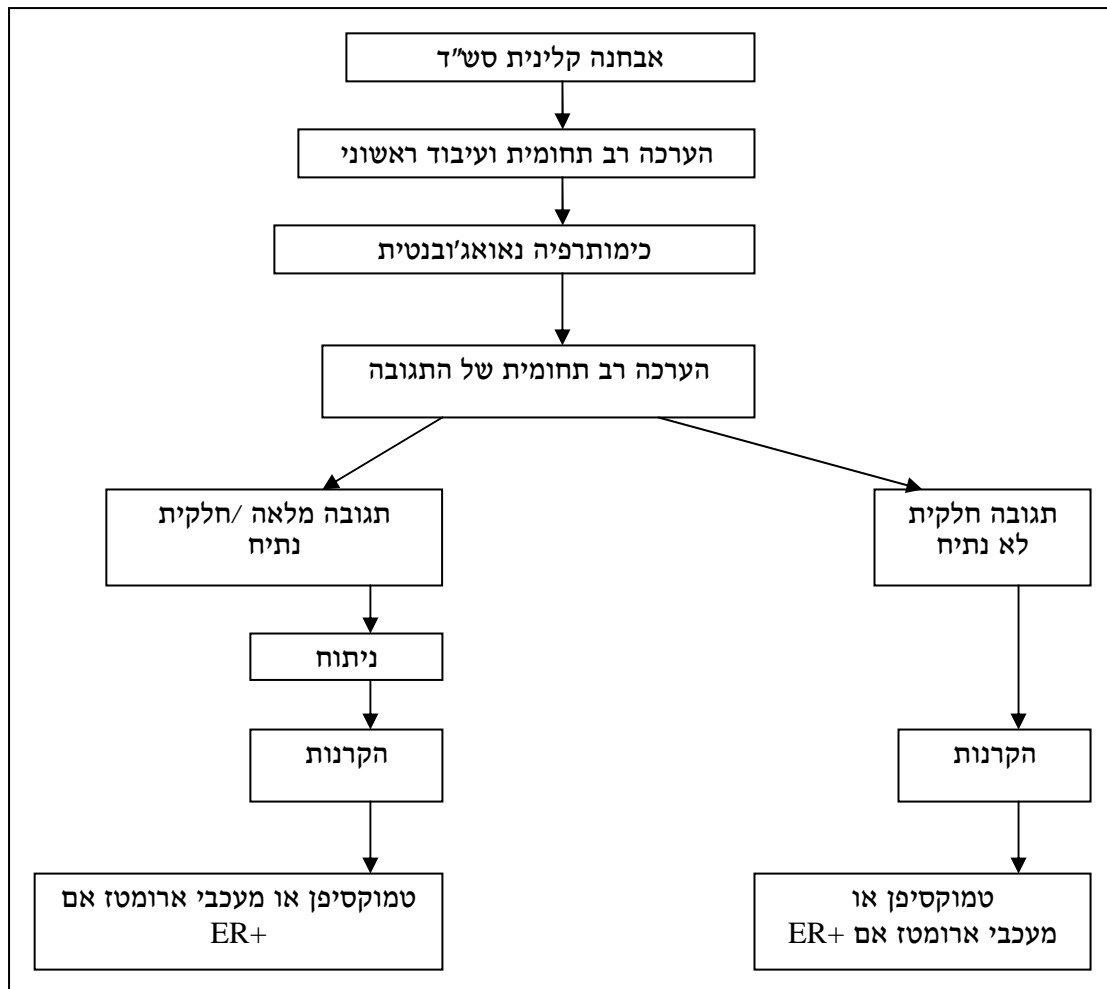 אבחנה קלינית סש"ד
הערכה רב תחומית ועיבוד ראשוני
כימותרפיה נאואג'ובנטית
הערכה רב תחומית של התגובה
תגובה מלאה /חלקית
נתיח
ניתוח
הקרנות
טמוקסיפן או מעכבי ארומטז אם
ER+
תגובה חלקית
לא נתיח
הקרנות
טמוקסיפן או
מעכבי ארומטז אם ER+